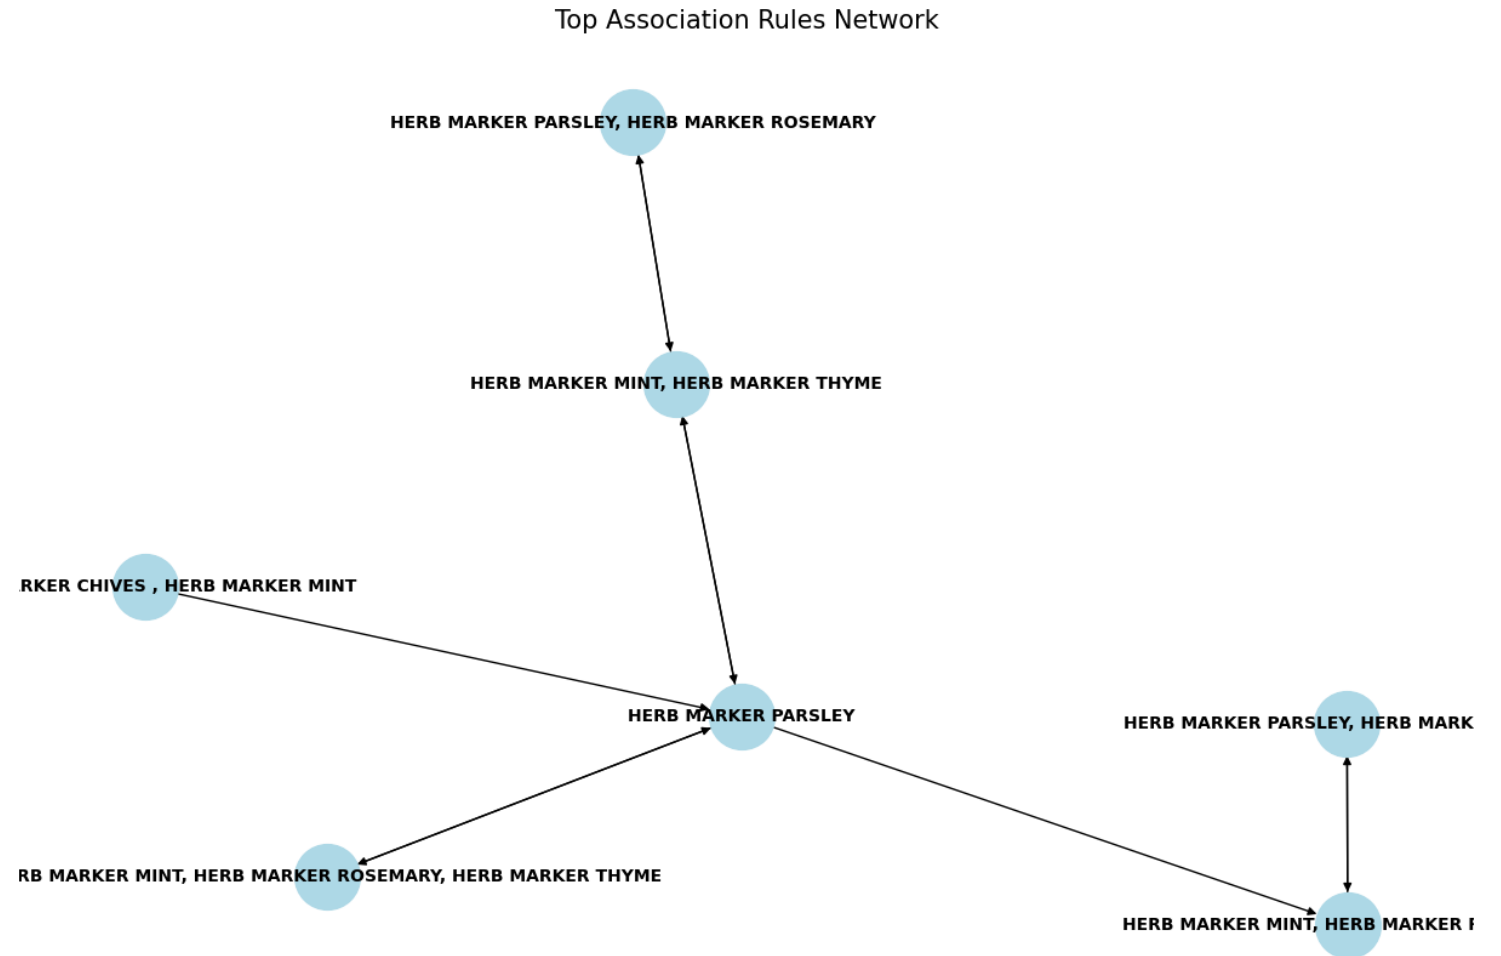 Top Association Rules Network
HERB MARKER PARSLEY, HERB MARKER ROSEMARY
HERB MARKER MINT, HERB MARKER THYME
RKER CHIVES , HERB MARKER MINT
HERB MARKER PARSLEY
HERB MARKER PARSLEY, HERB MARK
RB MARKER MINT, HERB MARKER ROSEMARY, HERB MARKER THYME
HERB MARKER MINT, HERB MARKER